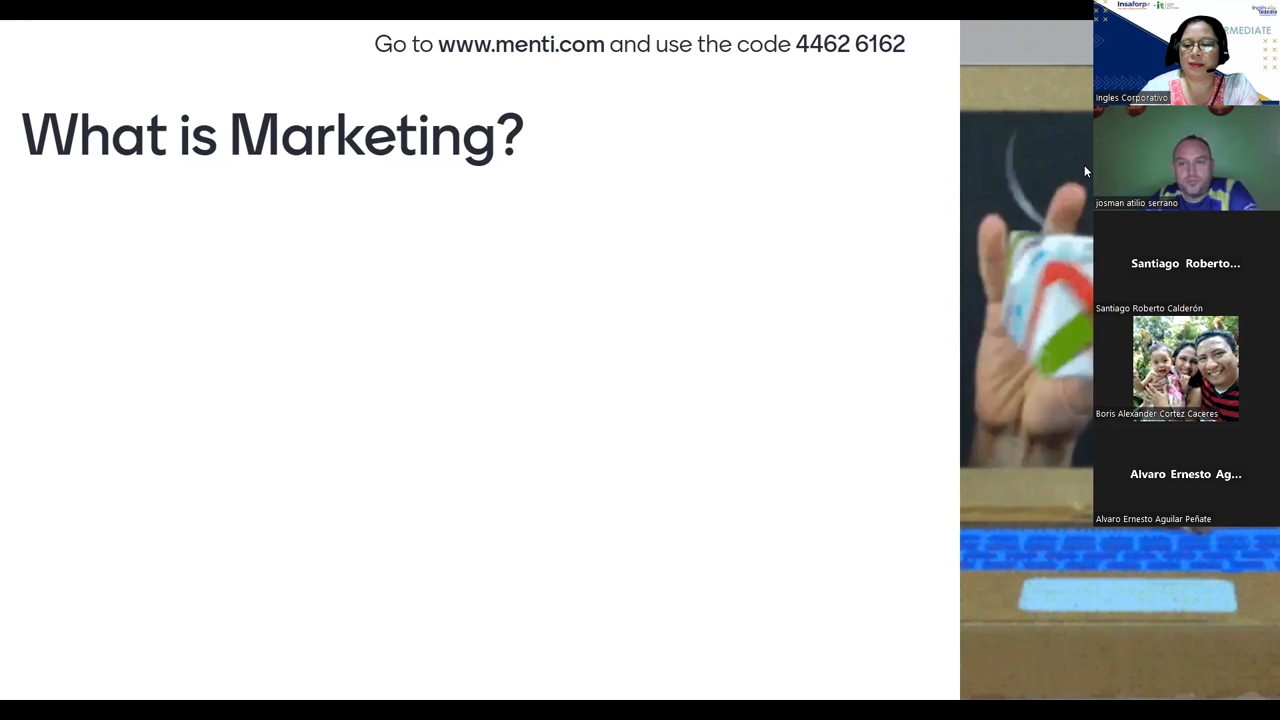 Go to www.menti.com and use the code 4462 6162
What is Marketing?
Insaforp
RMEDIATE
Ingles Corporativo
josman atilio serrano
Santiago Roberto...
Santiago Roberto Calderón
Boris Alexander Cortez Caceres
Alvaro Ernesto Ag...
Alvaro Ernesto Aguilar Peñate